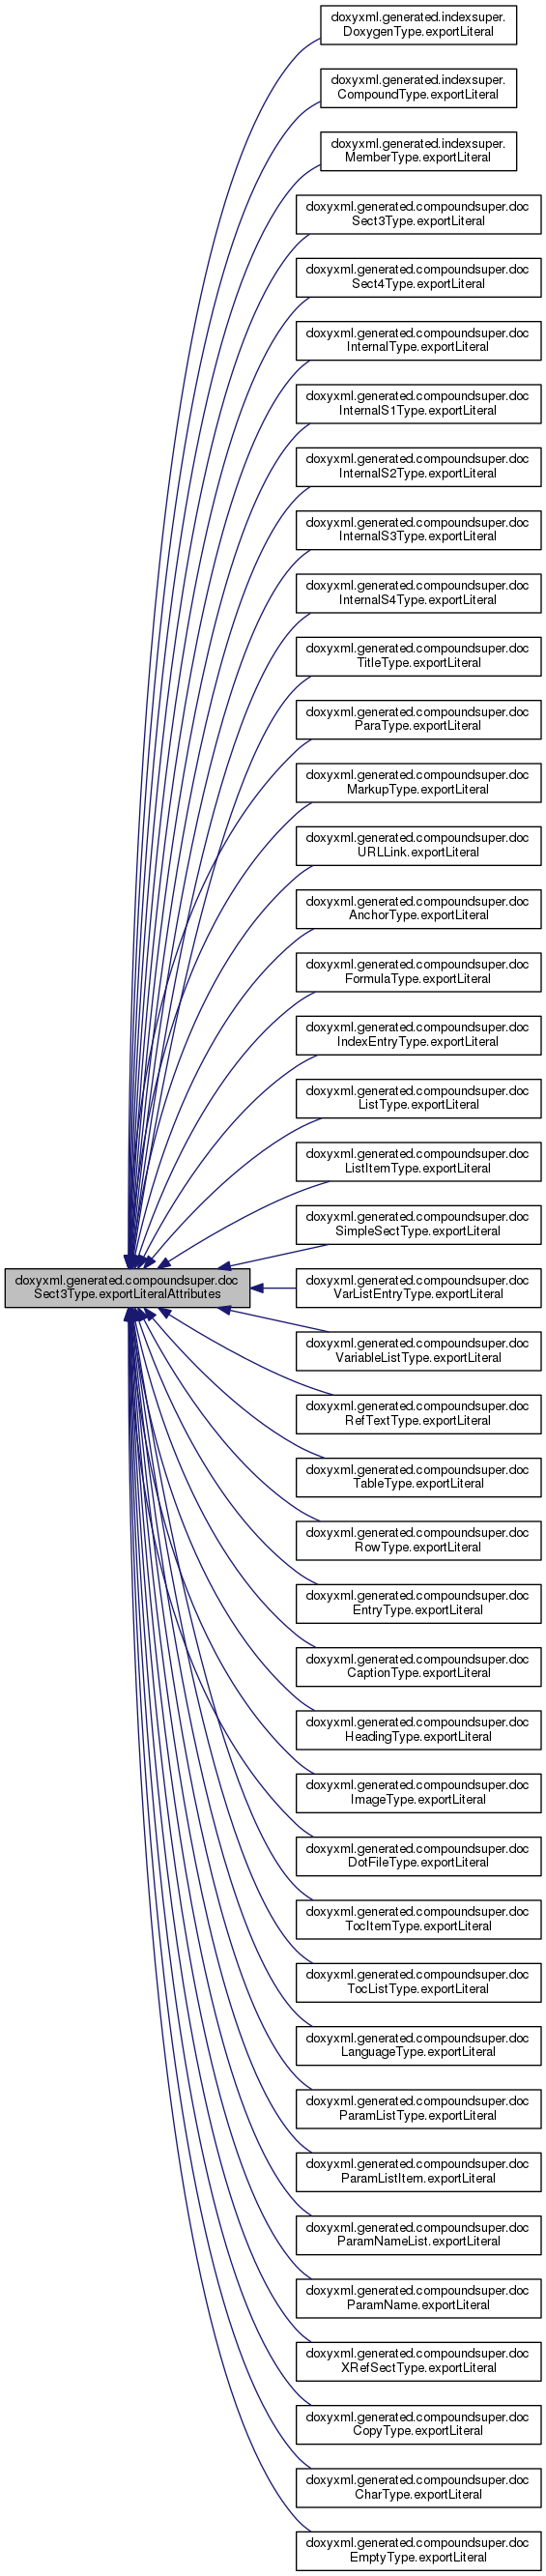 doxyxml.generated.indexsuper.
DoxygenType.exportLiteral
doxyxml.generated.indexsuper.
CompoundType.exportLiteral
doxyxml.generated.indexsuper.
MemberType.exportLiteral
doxyxml.generated.compoundsuper.doc
Sect3Type.exportLiteral
doxyxml.generated.compoundsuper.doc
Sect4Type.exportLiteral
doxyxml.generated.compoundsuper.doc
InternalType.exportLiteral
doxyxml.generated.compoundsuper.doc
InternalS1Type.exportLiteral
doxyxml.generated.compoundsuper.doc
InternalS2Type.exportLiteral
doxyxml.generated.compoundsuper.doc
InternalS3Type.exportLiteral
doxyxml.generated.compoundsuper.doc
InternalS4Type.exportLiteral
doxyxml.generated.compoundsuper.doc
TitleType.exportLiteral
doxyxml.generated.compoundsuper.doc
ParaType.exportLiteral
doxyxml.generated.compoundsuper.doc
MarkupType.exportLiteral
doxyxml.generated.compoundsuper.doc
URLLink.exportLiteral
doxyxml.generated.compoundsuper.doc
AnchorType.exportLiteral
doxyxml.generated.compoundsuper.doc
FormulaType.exportLiteral
doxyxml.generated.compoundsuper.doc
IndexEntryType.exportLiteral
doxyxml.generated.compoundsuper.doc
ListType.exportLiteral
doxyxml.generated.compoundsuper.doc
ListItemType.exportLiteral
doxyxml.generated.compoundsuper.doc
SimpleSectType.exportLiteral
doxyxml.generated.compoundsuper.doc
Sect3Type.exportLiteralAttributes
doxyxml.generated.compoundsuper.doc
VarListEntryType.exportLiteral
doxyxml.generated.compoundsuper.doc
VariableListType.exportLiteral
doxyxml.generated.compoundsuper.doc
RefTextType.exportLiteral
doxyxml.generated.compoundsuper.doc
TableType.exportLiteral
doxyxml.generated.compoundsuper.doc
RowType.exportLiteral
doxyxml.generated.compoundsuper.doc
EntryType.exportLiteral
doxyxml.generated.compoundsuper.doc
CaptionType.exportLiteral
doxyxml.generated.compoundsuper.doc
HeadingType.exportLiteral
doxyxml.generated.compoundsuper.doc
ImageType.exportLiteral
doxyxml.generated.compoundsuper.doc
DotFileType.exportLiteral
doxyxml.generated.compoundsuper.doc
TocItemType.exportLiteral
doxyxml.generated.compoundsuper.doc
TocListType.exportLiteral
doxyxml.generated.compoundsuper.doc
LanguageType.exportLiteral
doxyxml.generated.compoundsuper.doc
ParamListType.exportLiteral
doxyxml.generated.compoundsuper.doc
ParamListItem.exportLiteral
doxyxml.generated.compoundsuper.doc
ParamNameList.exportLiteral
doxyxml.generated.compoundsuper.doc
ParamName.exportLiteral
doxyxml.generated.compoundsuper.doc
XRefSectType.exportLiteral
doxyxml.generated.compoundsuper.doc
CopyType.exportLiteral
doxyxml.generated.compoundsuper.doc
CharType.exportLiteral
doxyxml.generated.compoundsuper.doc
EmptyType.exportLiteral